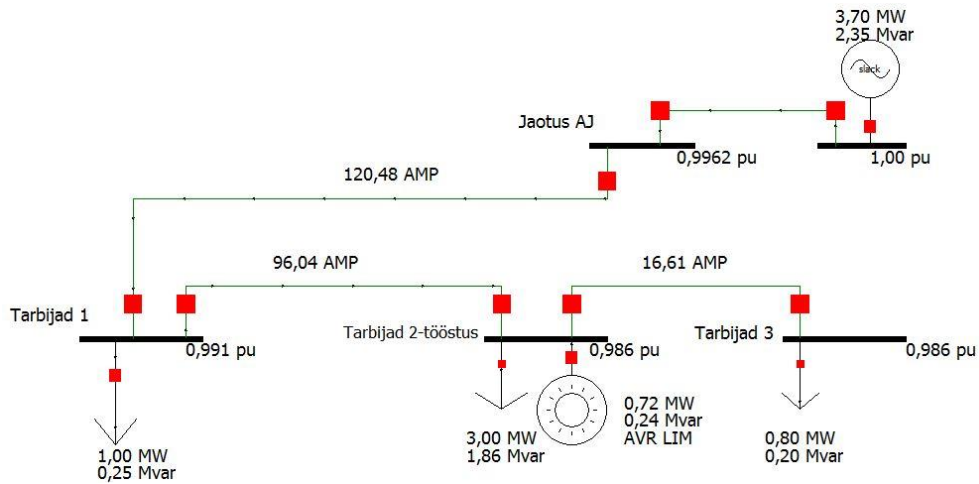 3,70 MW
2,35 Mvar
slack
Jaotus AJ
0,9962 pu
1,00 pu
120,48 AMP
96,04 AMP
16,61 AMP
Tarbijad 1
Tarbijad 2-tööstus
Tarbijad 3
0,991 pu
0,986 pu
0,986 pu
1,00 MW
0,25 Mvar
3,00 MW
1,86 Mvar
0,72 MW
0,24 Mvar
AVR LIM
0,80 MW
0,20 Mvar